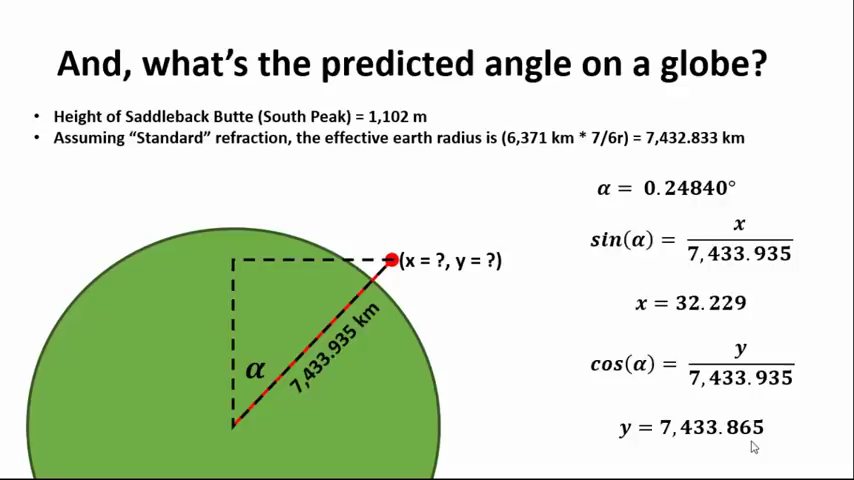 And, what's the predicted angle on a globe?
• Height of Saddleback Butte (South Peak) = 1,102 m
• Assuming “Standard” refraction, the effective earth radius is (6,371 km * 7/6r) = 7,432.833 km
α = 0.24840°
sin(α) = x / 7,433.935
(x = ?, y = ?)
x = 32.229
7,433.935 km
α
cos(α) = y / 7,433.935
y = 7,433.865